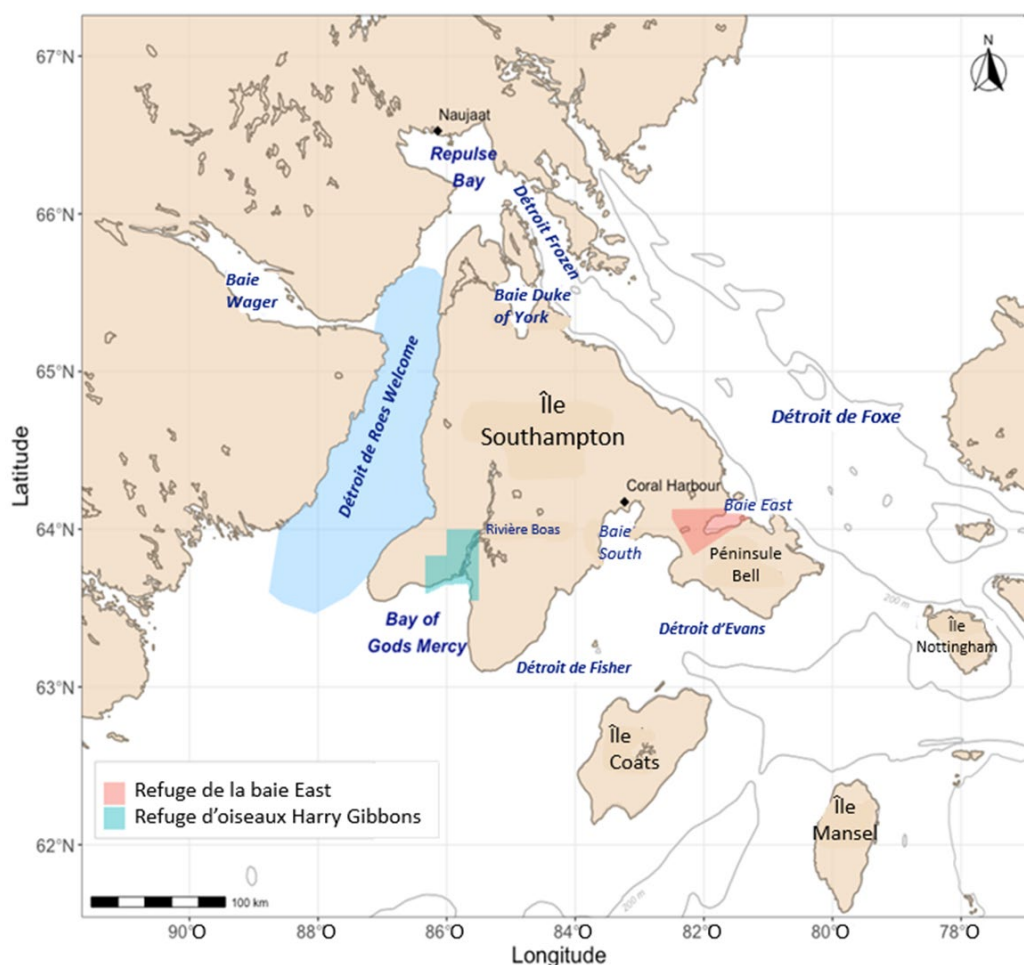 N
67°N
66°N
65°N
64°N
63°N
62°N
Latitude
Naujaat
Repulse
Bay
Détroit Frozen
Baie
Wager
Baie Duke
of York
Détroit de Roes Welcome
Île
Southampton
Détroit de Foxe
Coral Harbour
Baie East
Rivière Boas
Baie
South
Péninsule
Bell
200 m
Bay of
Gods Mercy
Détroit d'Evans
Île
Nottingham
Détroit de Fisher
Île
Coats
Île
Mansel
Refuge de la baie East
Refuge d'oiseaux Harry Gibbons
100 km
200 m
90°O
88°O
86°O
84°O
82°O
80°O
78°O
Longitude